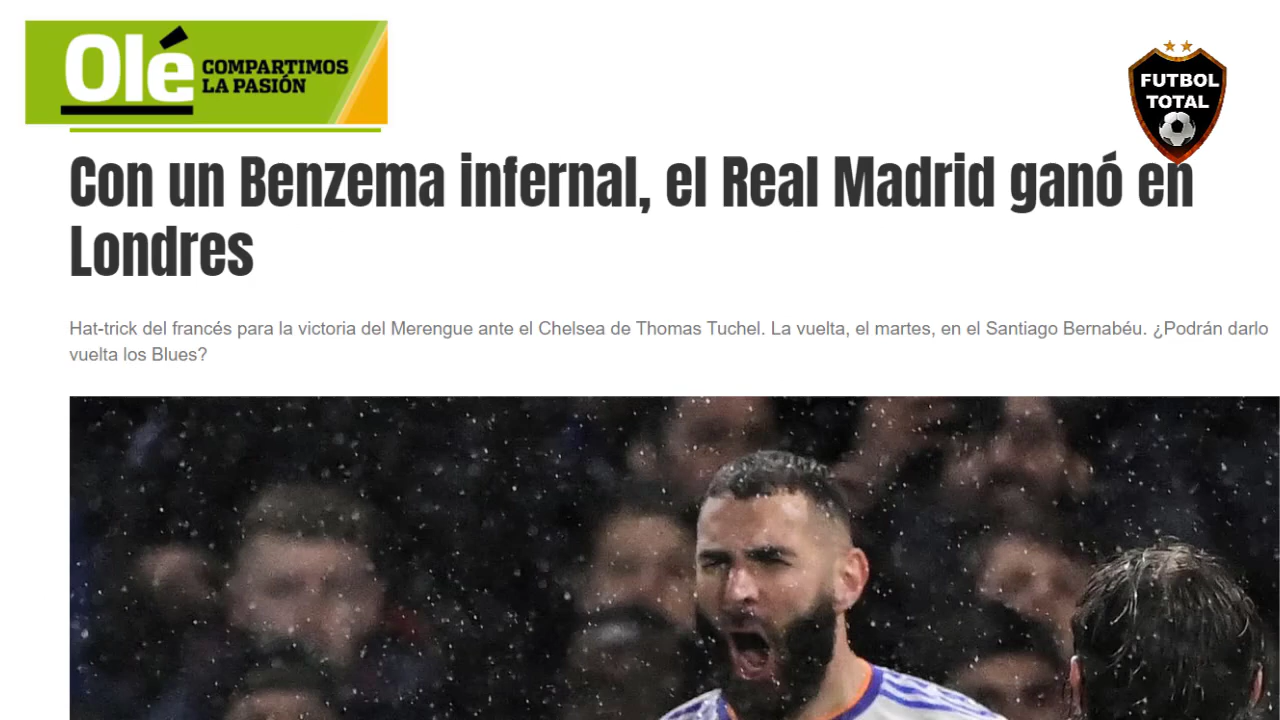 Olé COMPARTIMOS
LA PASIÓN
FUTBOL
TOTAL
Con un Benzema infernal, el Real Madrid ganó en
Londres
Hat-trick del francés para la victoria del Merengue ante el Chelsea de Thomas Tuchel. La vuelta, el martes, en el Santiago Bernabéu. ¿Podrán darlo
vuelta los Blues?